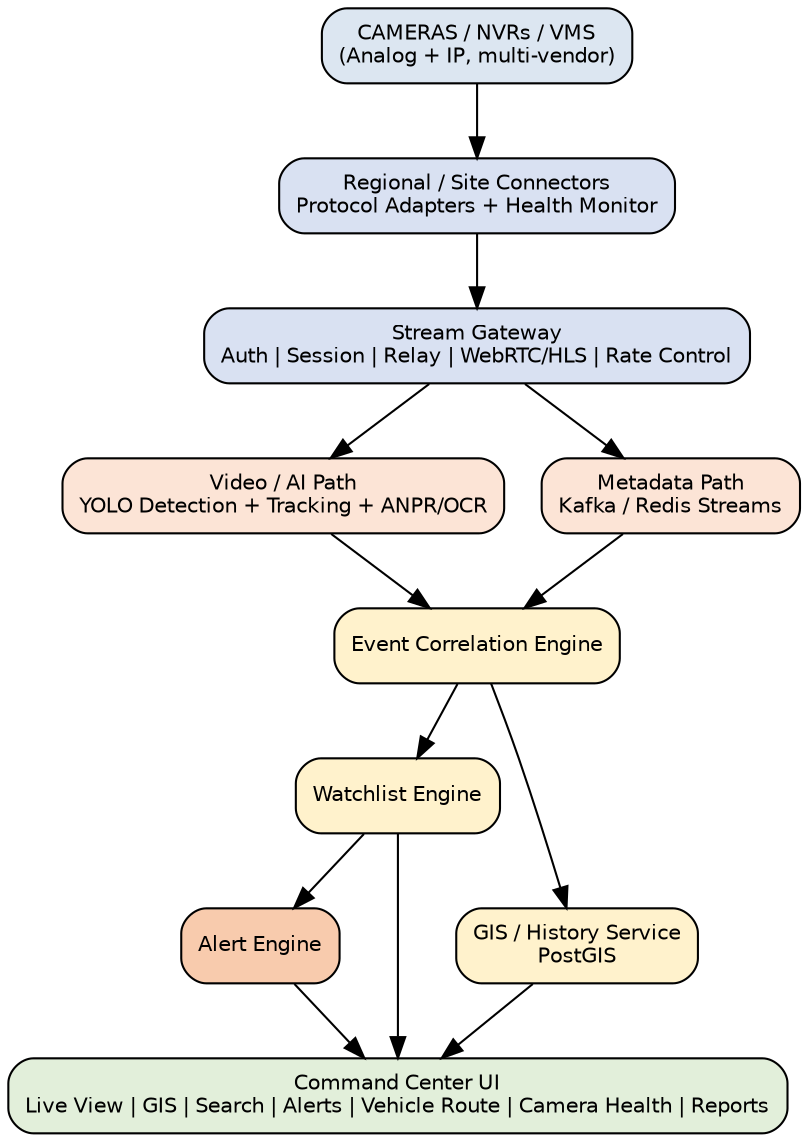 CAMERAS / NVRs / VMS
(Analog + IP, multi-vendor)
Regional / Site Connectors
Protocol Adapters + Health Monitor
Stream Gateway
Auth | Session | Relay | WebRTC/HLS | Rate Control
Video / AI Path
YOLO Detection + Tracking + ANPR/OCR
Metadata Path
Kafka / Redis Streams
Event Correlation Engine
Watchlist Engine
Alert Engine
GIS / History Service
PostGIS
Command Center UI
Live View | GIS | Search | Alerts | Vehicle Route | Camera Health | Reports